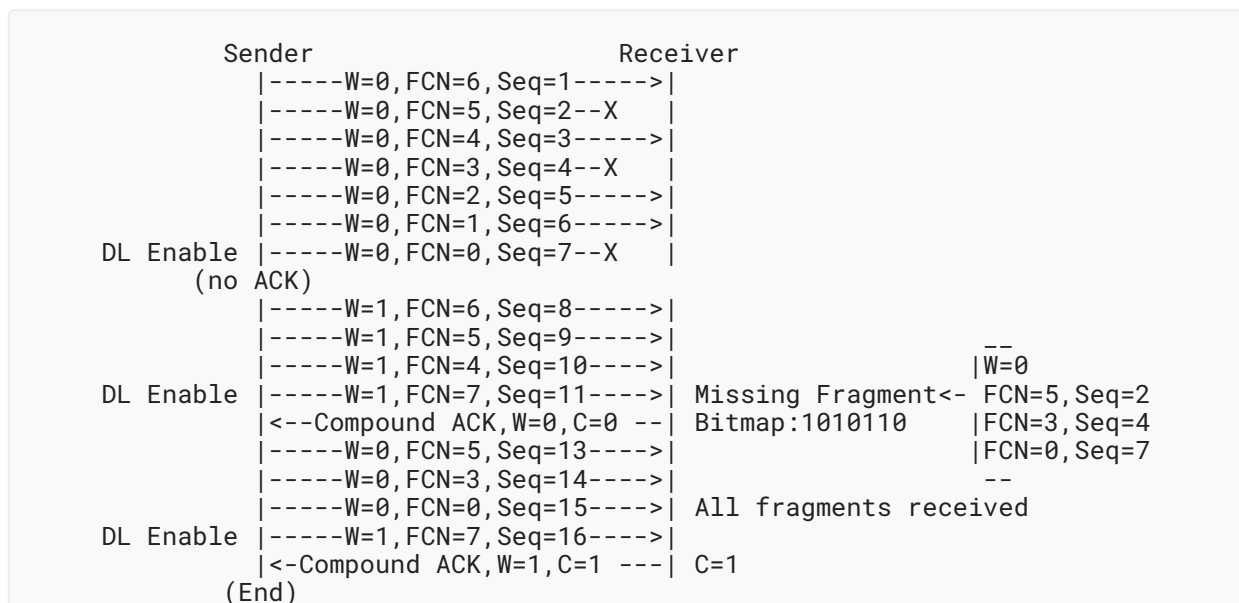 Sender                    Receiver
|-----W=0,FCN=6,Seq=1----->|
|-----W=0,FCN=5,Seq=2--X   |
|-----W=0,FCN=4,Seq=3----->|
|-----W=0,FCN=3,Seq=4--X   |
|-----W=0,FCN=2,Seq=5----->|
|-----W=0,FCN=1,Seq=6----->|
DL Enable |-----W=0,FCN=0,Seq=7--X   |
(no ACK)
|-----W=1,FCN=6,Seq=8----->|
|-----W=1,FCN=5,Seq=9----->|                    __
|-----W=1,FCN=4,Seq=10---->|                   |W=0
DL Enable |-----W=1,FCN=7,Seq=11---->| Missing Fragment<- FCN=5,Seq=2
|<--Compound ACK,W=0,C=0 --| Bitmap:1010110    |FCN=3,Seq=4
|-----W=0,FCN=5,Seq=13---->|                   |FCN=0,Seq=7
|-----W=0,FCN=3,Seq=14---->|                    --
|-----W=0,FCN=0,Seq=15---->| All fragments received
DL Enable |-----W=1,FCN=7,Seq=16---->|
|<-Compound ACK,W=1,C=1 ---| C=1
(End)